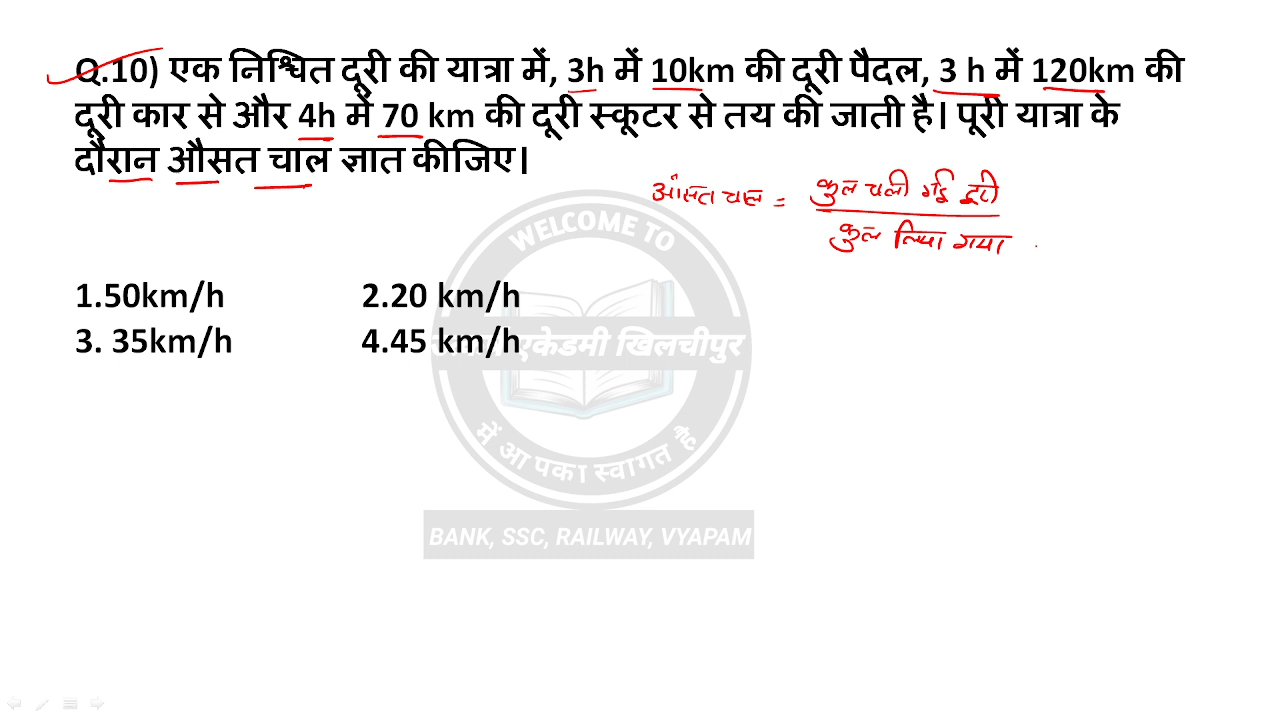 Q.10) एक निश्चित दूरी की यात्रा में, 3h में 10km की दूरी पैदल, 3 h में 120km की
दूरी कार से और 4h में 70 km की दूरी स्कूटर से तय की जाती है। पूरी यात्रा के
दौरान औसत चाल ज्ञात कीजिए।
औसत चाल = कुल चली गई दूरी
कुल लिया गया
WELCOME TO
1.50km/h 2.20 km/h
3. 35km/h 4.45 km/h
एकेडमी खिलचीपुर
में आपका स्वागत है
BANK, SSC, RAILWAY, VYAPAM